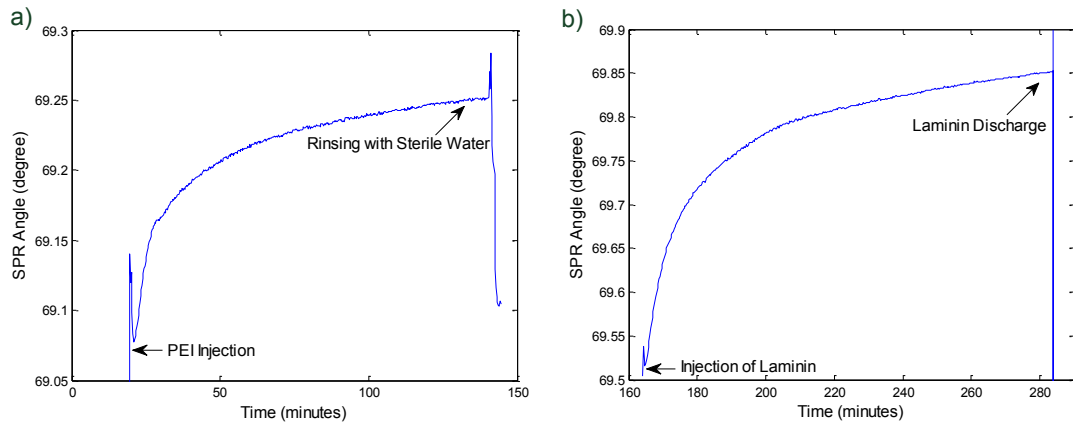 a)
69.3
69.25
69.2
69.15
69.1
69.05
SPR Angle (degree)
Rinsing with Sterile Water
PEI Injection
0
50
100
150
Time (minutes)
b)
69.9
69.85
69.8
69.75
69.7
69.65
69.6
69.55
69.5
SPR Angle (degree)
Laminin Discharge
Injection of Laminin
160
180
200
220
240
260
280
Time (minutes)